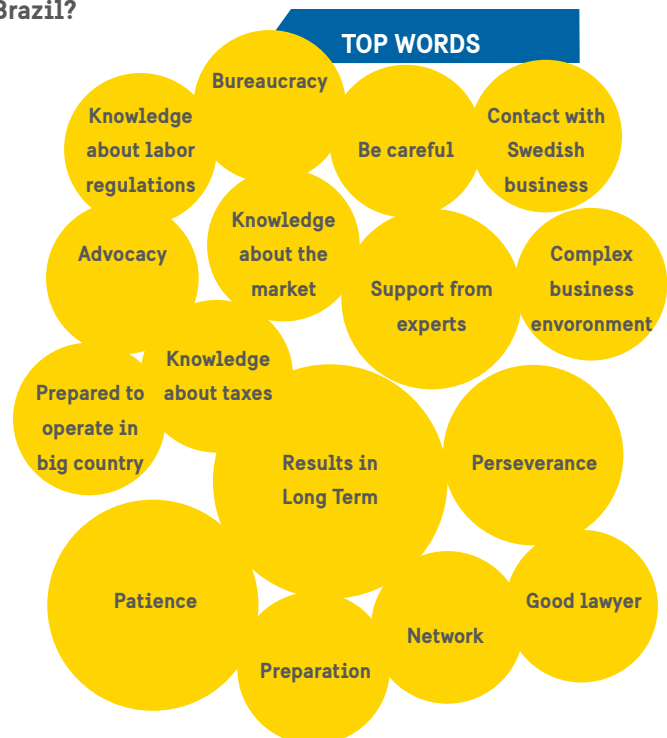 Brazil?
TOP WORDS
Bureaucracy
Knowledge
about labor
regulations
Be careful
Contact with
Swedish
business
Advocacy
Knowledge
about the
market
Support from
experts
Complex
business
envoronment
Knowledge
about taxes
Prepared to
operate in
big country
Results in
Long Term
Perseverance
Patience
Good lawyer
Network
Preparation